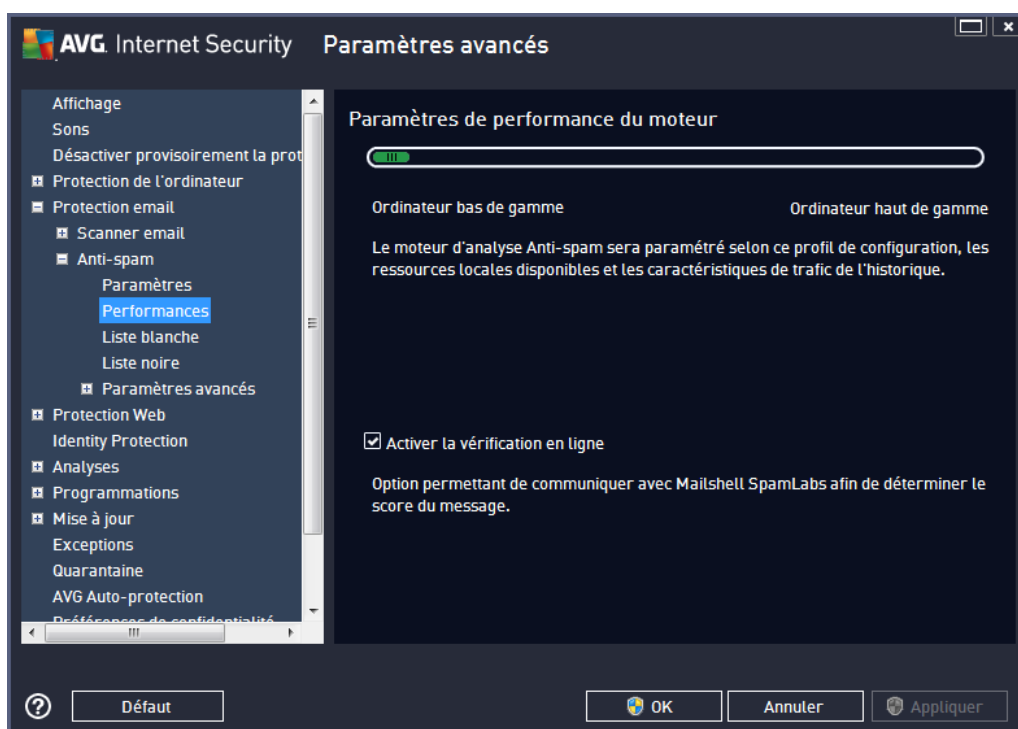 AVG. Internet Security Paramètres avancés
Affichage
Sons
Désactiver provisoirement la prot
Protection de l'ordinateur
Protection email
Scanner email
Anti-spam
Paramètres
Performances
Liste blanche
Liste noire
Paramètres avancés
Protection Web
Identity Protection
Analyses
Programmations
Mise à jour
Exceptions
Quarantaine
AVG Auto-protection
Préférences de confidentialité
Paramètres de performance du moteur
Ordinateur bas de gamme Ordinateur haut de gamme
Le moteur d'analyse Anti-spam sera paramétré selon ce profil de configuration, les
ressources locales disponibles et les caractéristiques de trafic de l'historique.
Activer la vérification en ligne
Option permettant de communiquer avec Mailshell SpamLabs afin de déterminer le
score du message.
? Défaut OK Annuler Appliquer